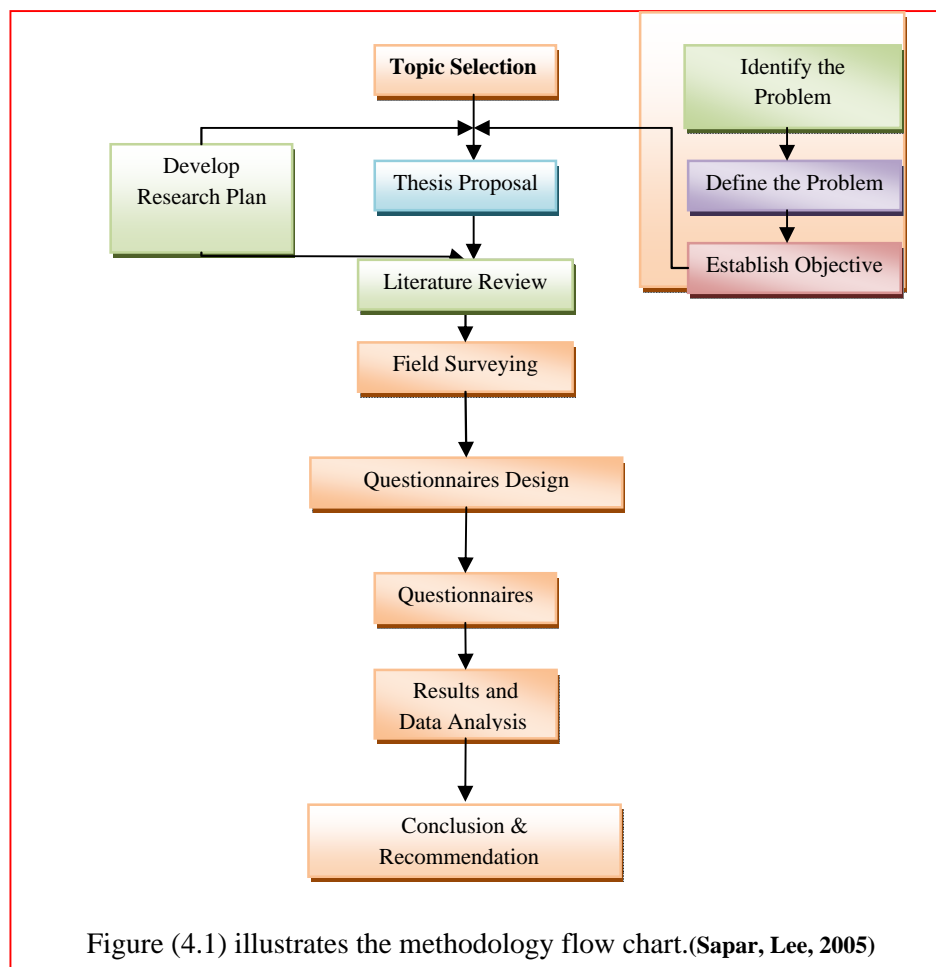 Topic Selection
Identify the
Problem
Develop
Research Plan
Thesis Proposal
Define the Problem
Establish Objective
Literature Review
Field Surveying
Questionnaires Design
Questionnaires
Results and
Data Analysis
Conclusion &
Recommendation
Figure (4.1) illustrates the methodology flow chart.(Sapar, Lee, 2005)